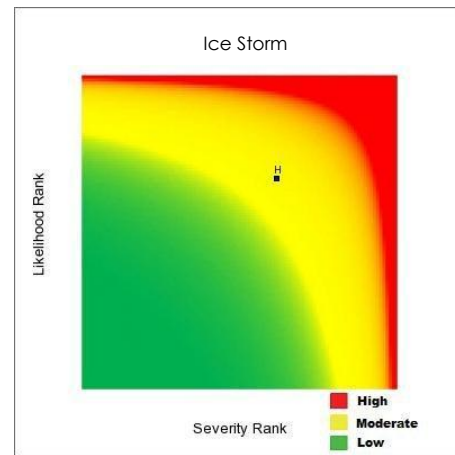 Ice Storm
H
Likelihood Rank
Severity Rank
High
Moderate
Low